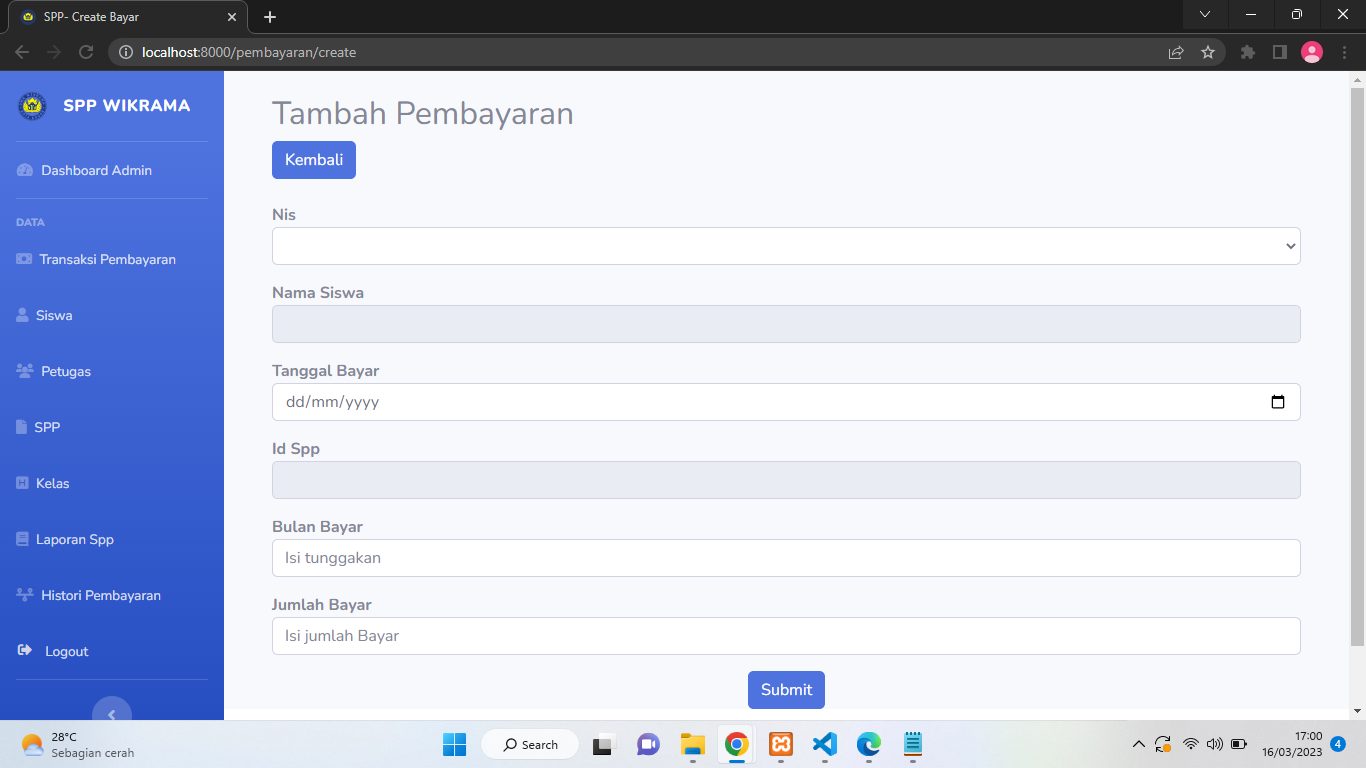 SPP- Create Bayar
localhost:8000/pembayaran/create
SPP WIKRAMA
Dashboard Admin
DATA
Transaksi Pembayaran
Siswa
Petugas
SPP
Kelas
Laporan Spp
Histori Pembayaran
Logout
Tambah Pembayaran
Kembali
Nis
Nama Siswa
Tanggal Bayar
dd/mm/yyyy
Id Spp
Bulan Bayar
Isi tunggakan
Jumlah Bayar
Isi jumlah Bayar
Submit
28°C
Sebagian cerah
Search
17:00
16/03/2023
4